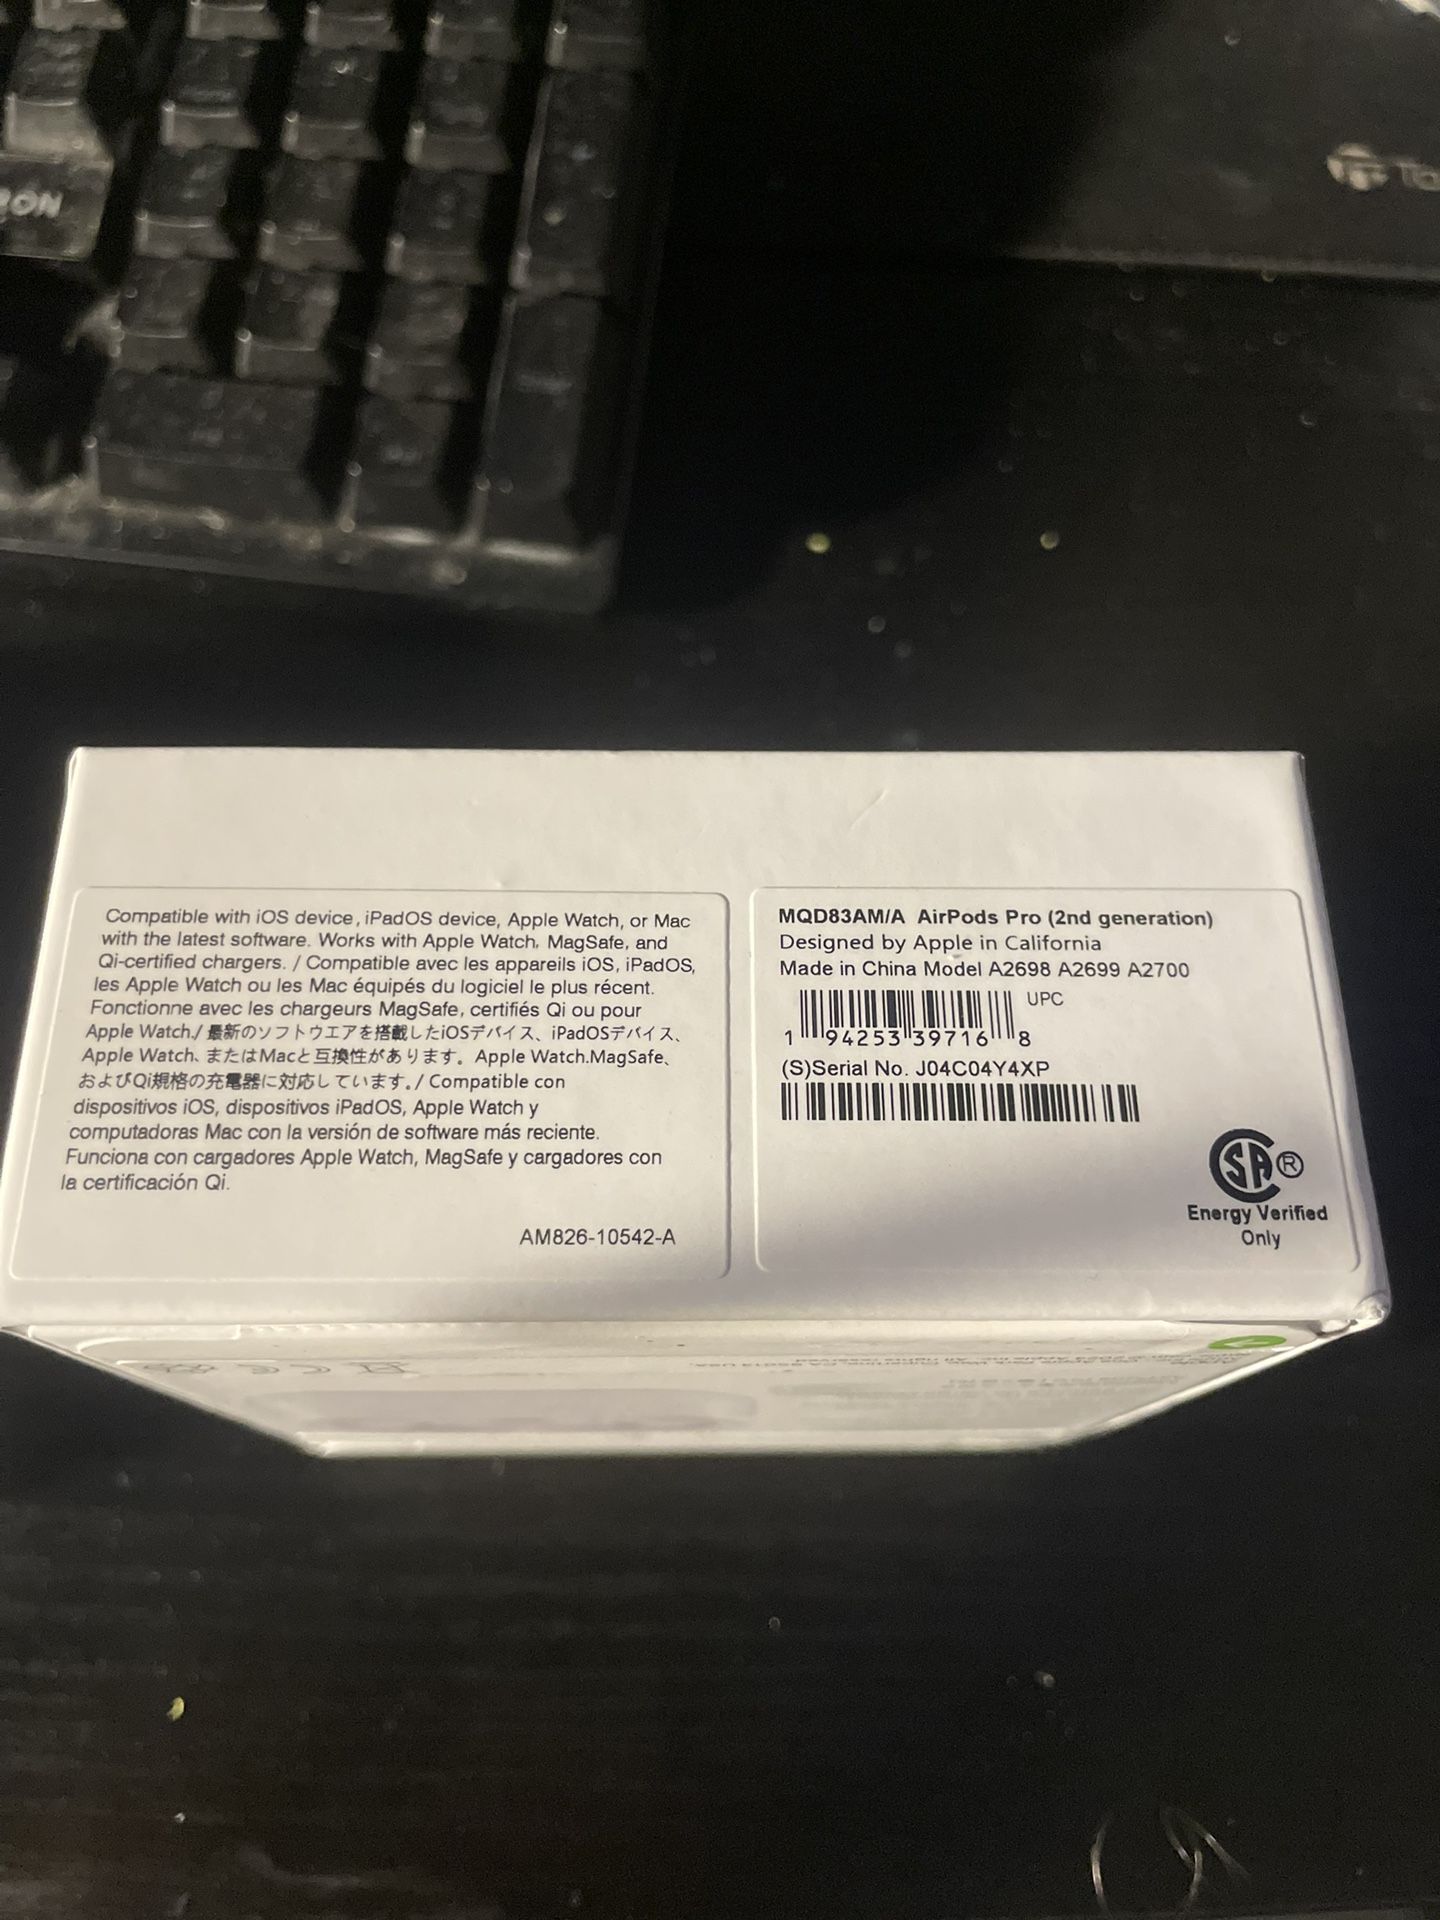 RON
Compatible with iOS device, iPadOS device, Apple Watch, or Mac
with the latest software. Works with Apple Watch, MagSafe, and
Qi-certified chargers. / Compatible avec les appareils iOS, iPadOS,
les Apple Watch ou les Mac équipés du logiciel le plus récent.
Fonctionne avec les chargeurs MagSafe, certifiés Qi ou pour
Apple Watch./ 最新のソフトウエアを搭載したiOSデバイス、iPadOSデバイス、
Apple Watch、またはMacと互換性があります。Apple Watch.MagSafe、
およびQi規格の充電器に対応しています。/ Compatible con
dispositivos iOS, dispositivos iPadOS, Apple Watch y
computadoras Mac con la versión de software más reciente.
Funciona con cargadores Apple Watch, MagSafe y cargadores con
la certificación Qi.
AM826-10542-A
MQD83AM/A AirPods Pro (2nd generation)
Designed by Apple in California
Made in China Model A2698 A2699 A2700
UPC
1 94253 39716 8
(S)Serial No. J04C04Y4XP
SA ®
Energy Verified
Only